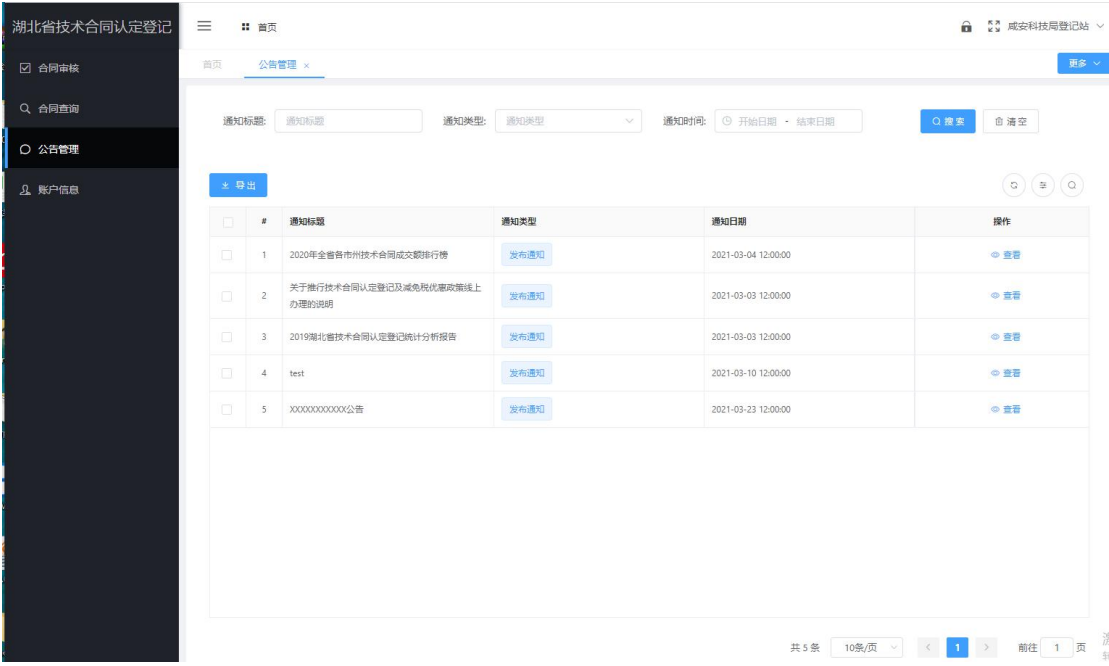 湖北省技术合同认定登记
首页
咸安科技局登记站
合同审核
合同查询
公告管理
账户信息
首页
公告管理 ×
更多
通知标题: 通知标题
通知类型: 通知类型
通知时间: 开始日期 - 结束日期
搜索
清空
导出
# 通知标题 通知类型 通知日期 操作
1 2020年全省各市州技术合同成交额排行榜 发布通知 2021-03-04 12:00:00 查看
2 关于推行技术合同认定登记及减免税优惠政策线上
办理的说明 发布通知 2021-03-03 12:00:00 查看
3 2019湖北省技术合同认定登记统计分析报告 发布通知 2021-03-03 12:00:00 查看
4 test 发布通知 2021-03-10 12:00:00 查看
5 XXXXXXXXXXX公告 发布通知 2021-03-23 12:00:00 查看
共 5 条 10条/页 < 1 > 前往 1 页